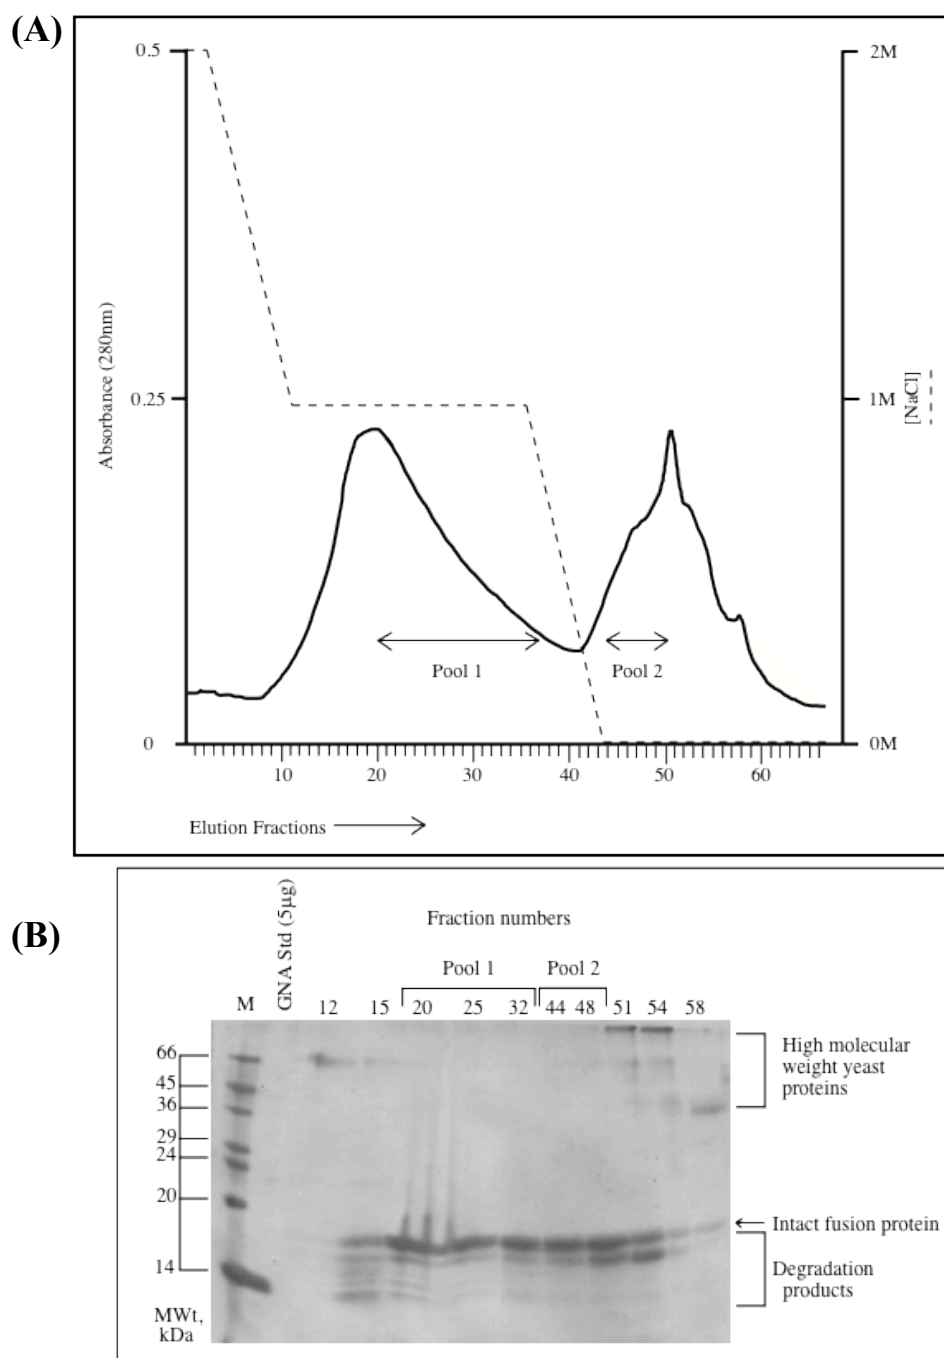 (A)
0.5
0.25
0
Absorbance (280nm)
2M
1M
0M
[NaCl]
Pool 1
Pool 2
10 20 30 40 50 60
Elution Fractions
(B)
GNA Std (5µg)
Fraction numbers
Pool 1 Pool 2
M 12 15 20 25 32 44 48 51 54 58
66
45
36
29
24
20
14
MWt,
kDa
High molecular
weight yeast
proteins
Intact fusion protein
Degradation
products